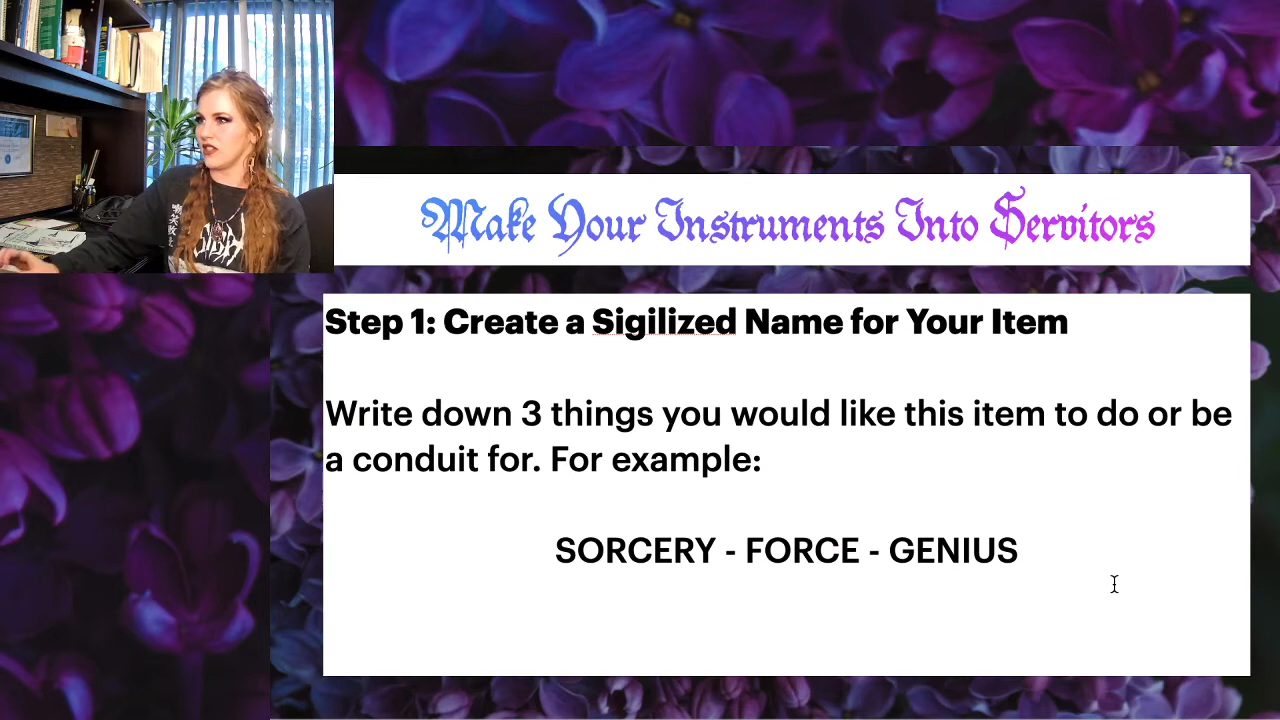 Make Your Instruments Into Servitors
Step 1: Create a Sigilized Name for Your Item
Write down 3 things you would like this item to do or be
a conduit for. For example:
SORCERY - FORCE - GENIUS